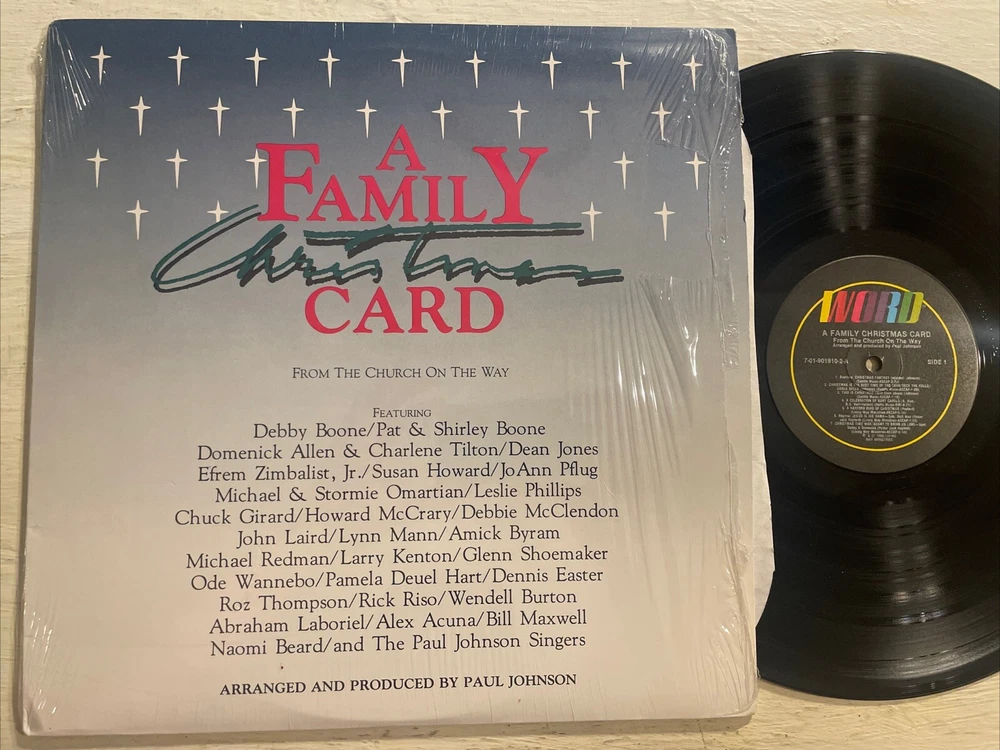 A
FAMILY
Christmas
CARD
FROM THE CHURCH ON THE WAY
FEATURING
Debby Boone/Pat & Shirley Boone
Domenick Allen & Charlene Tilton/Dean Jones
Efrem Zimbalist, Jr./Susan Howard/JoAnn Pflug
Michael & Stormie Omartian/Leslie Phillips
Chuck Girard/Howard McCrary/Debbie McClendon
John Laird/Lynn Mann/Amick Byram
Michael Redman/Larry Kenton/Glenn Shoemaker
Ode Wannebo/Pamela Deuel Hart/Dennis Easter
Roz Thompson/Rick Riso/Wendell Burton
Abraham Laboriel/Alex Acuna/Bill Maxwell
Naomi Beard/and The Paul Johnson Singers
ARRANGED AND PRODUCED BY PAUL JOHNSON
WORD
A FAMILY CHRISTMAS CARD
From The Church On The Way
Arranged and produced by Paul Johnson
7-01-901910-2-A
SIDE 1